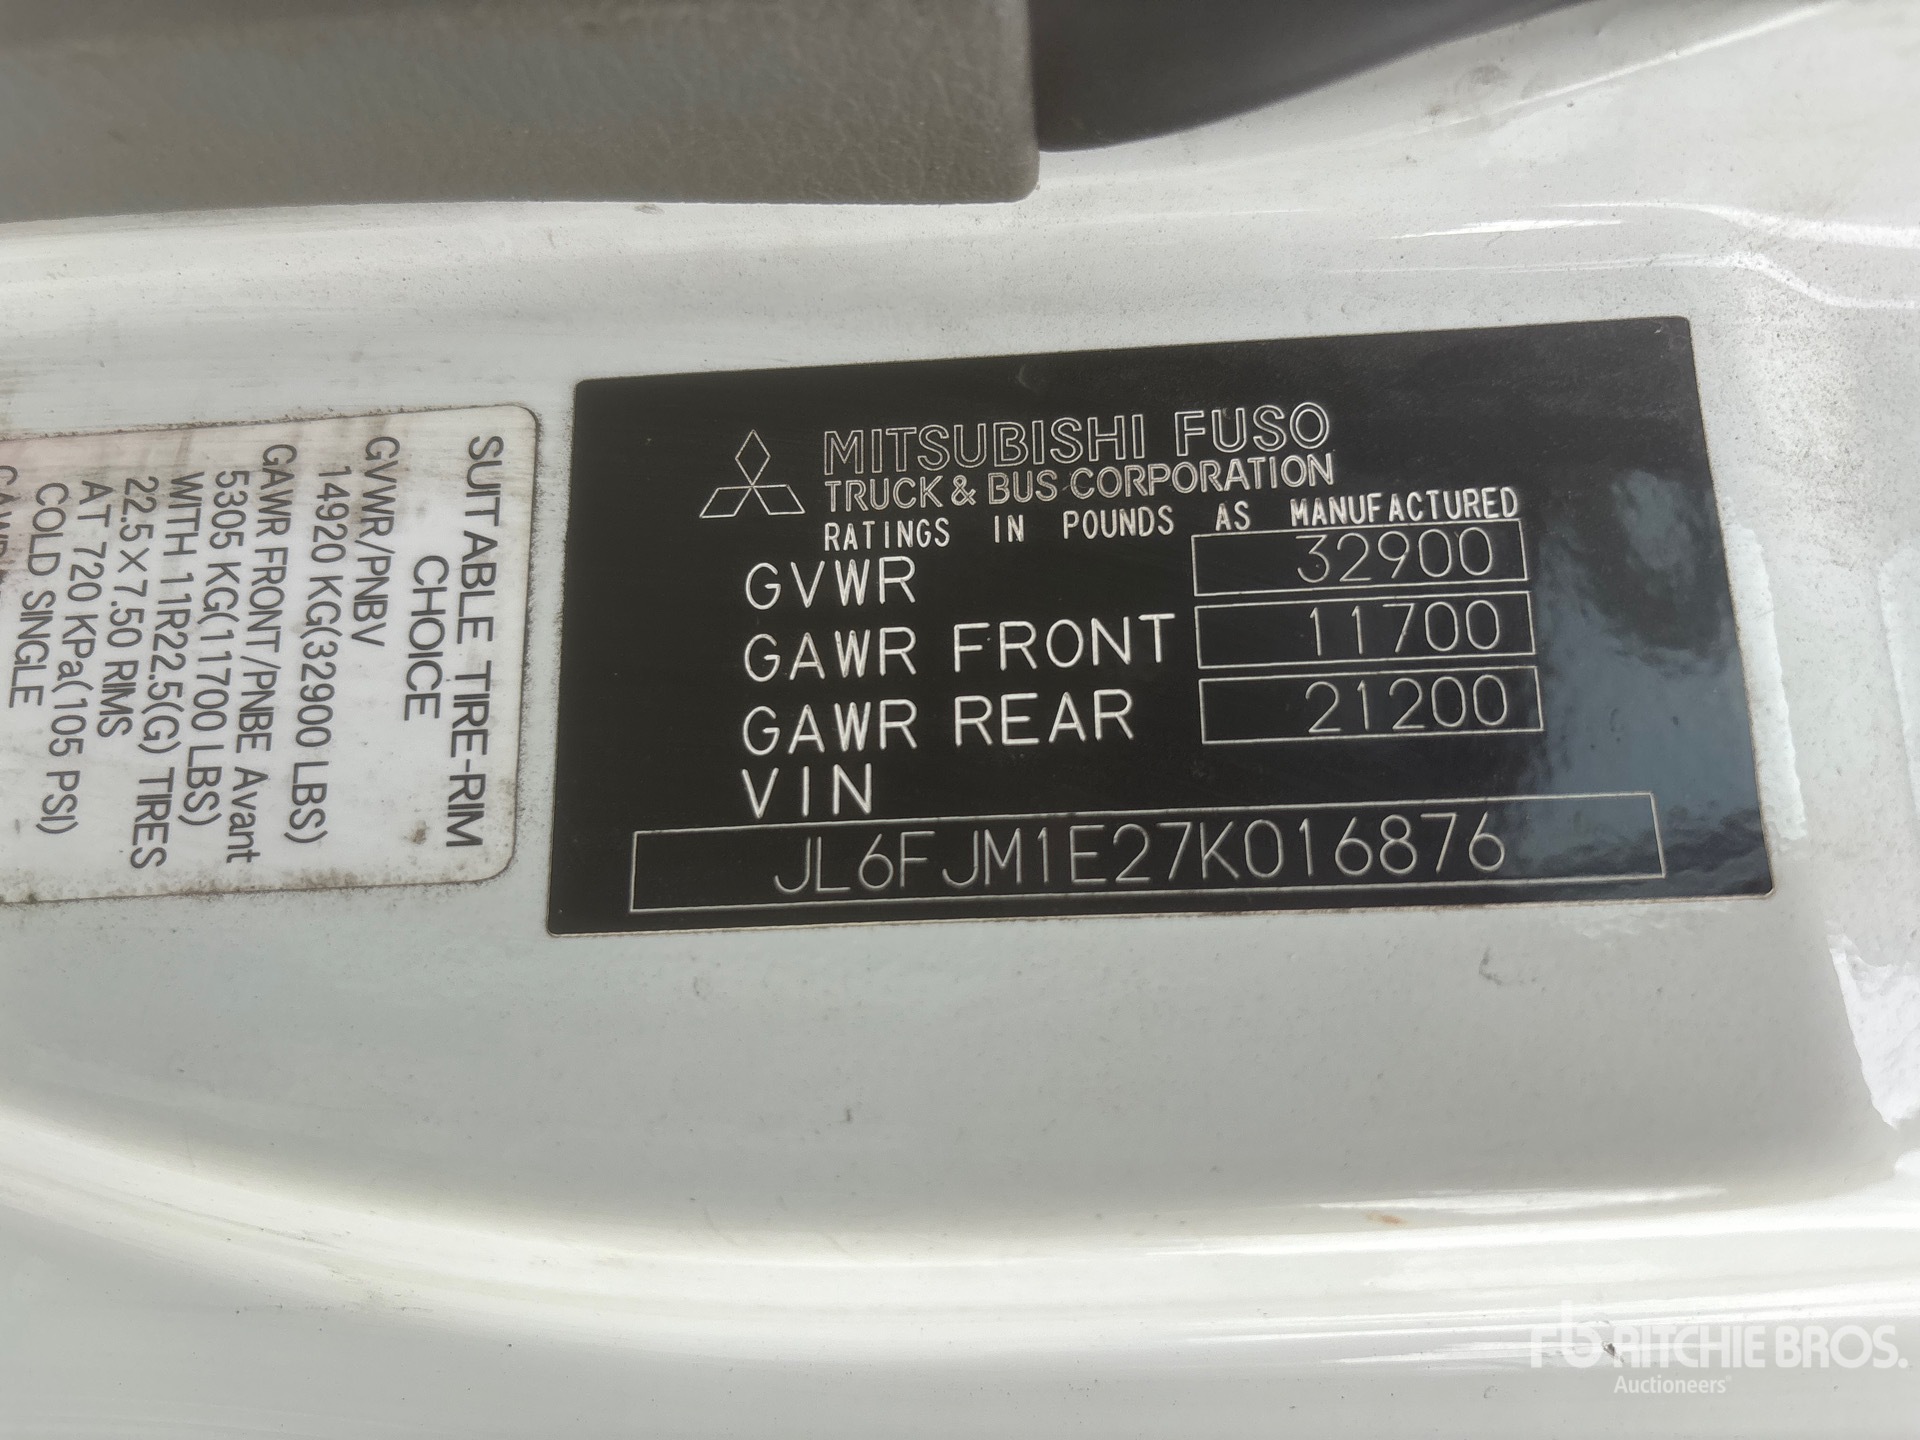 SUITABLE TIRE-RIM
CHOICE
GVWR/PNBV
14920 KG(32900 LBS)
GAWR FRONT/PNBE Avant
5305 KG(11700 LBS)
WITH 11R22.5(G) TIRES
22.5×7.50 RIMS
AT 720 KPa(105 PSI)
COLD SINGLE
MITSUBISHI FUSO
TRUCK & BUS CORPORATION
RATINGS IN POUNDS AS MANUFACTURED
GVWR 32900
GAWR FRONT 11700
GAWR REAR 21200
VIN
JL6FJM1E27K016876
rb RITCHIE BROS.
Auctioneers